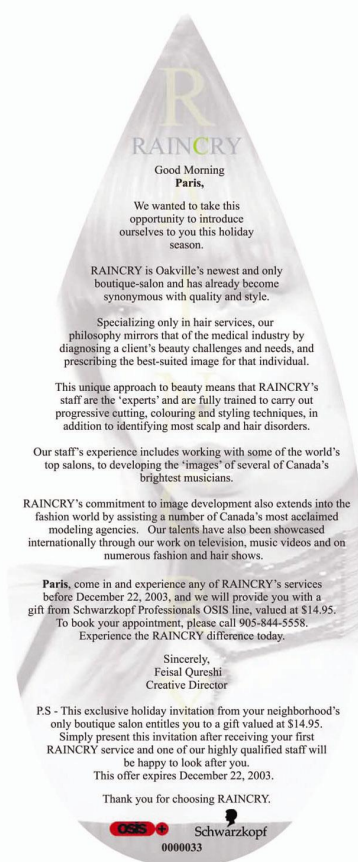 R
RAINCRY
Good Morning
Paris,
We wanted to take this
opportunity to introduce
ourselves to you this holiday
season.
RAINCRY is Oakville's newest and only
boutique-salon and has already become
synonymous with quality and style.
Specializing only in hair services, our
philosophy mirrors that of the medical industry by
diagnosing a client's beauty challenges and needs, and
prescribing the best-suited image for that individual.
This unique approach to beauty means that RAINCRY's
staff are the 'experts' and are fully trained to carry out
progressive cutting, colouring and styling techniques, in
addition to identifying most scalp and hair disorders.
Our staff's experience includes working with some of the world's
top salons, to developing the 'images' of several of Canada's
brightest musicians.
RAINCRY's commitment to image development also extends into the
fashion world by assisting a number of Canada's most acclaimed
modeling agencies. Our talents have also been showcased
internationally through our work on television, music videos and on
numerous fashion and hair shows.
Paris, come in and experience any of RAINCRY's services
before December 22, 2003, and we will provide you with a
gift from Schwarzkopf Professionals OSIS line, valued at $14.95.
To book your appointment, please call 905-844-5558.
Experience the RAINCRY difference today.
Sincerely,
Feisal Qureshi
Creative Director
P.S - This exclusive holiday invitation from your neighborhood's
only boutique salon entitles you to a gift valued at $14.95.
Simply present this invitation after receiving your first
RAINCRY service and one of our highly qualified staff will
be happy to look after you.
This offer expires December 22, 2003.
Thank you for choosing RAINCRY.
OSIS +
Schwarzkopf
0000033